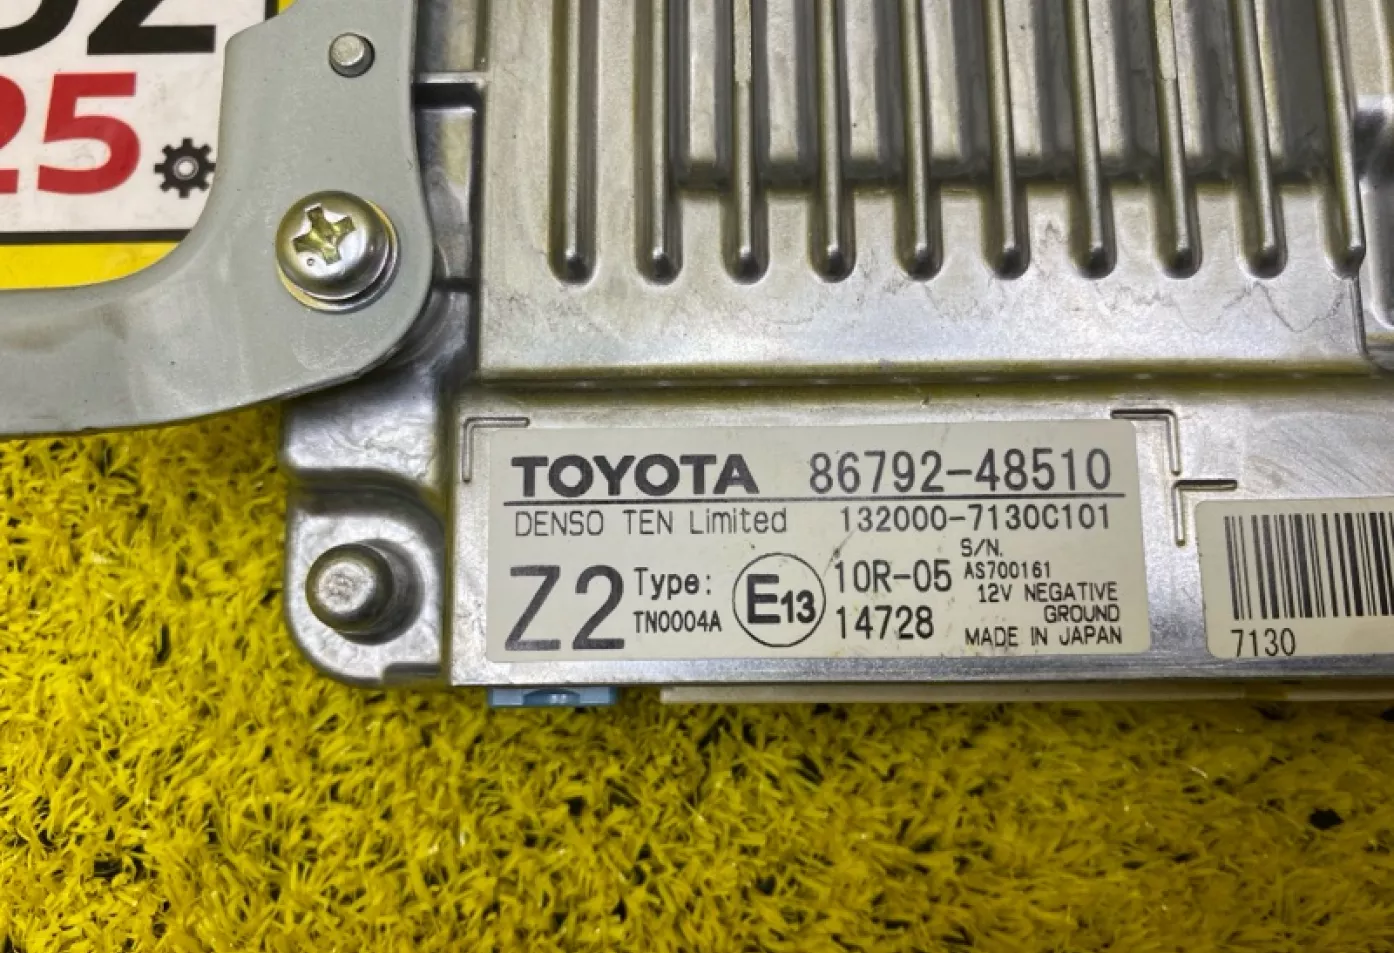 25
TOYOTA 86792-48510
DENSO TEN Limited 132000-7130C101
Z2 Type: TN0004A
E13
10R-05
14728
S/N.
AS700161
12V NEGATIVE
GROUND
MADE IN JAPAN
7130